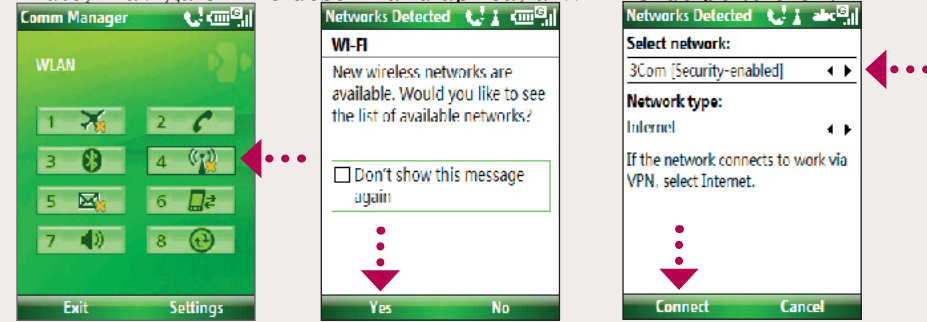 Comm Manager
WLAN
1
2
3
4
5
6
7
8
Exit Settings
Networks Detected
WI-FI
New wireless networks are
available. Would you like to see
the list of available networks?
Don't show this message
again
Yes No
Networks Detected abc
Select network:
3Com [Security-enabled]
Network type:
Internet
If the network connects to work via
VPN, select Internet.
Connect Cancel